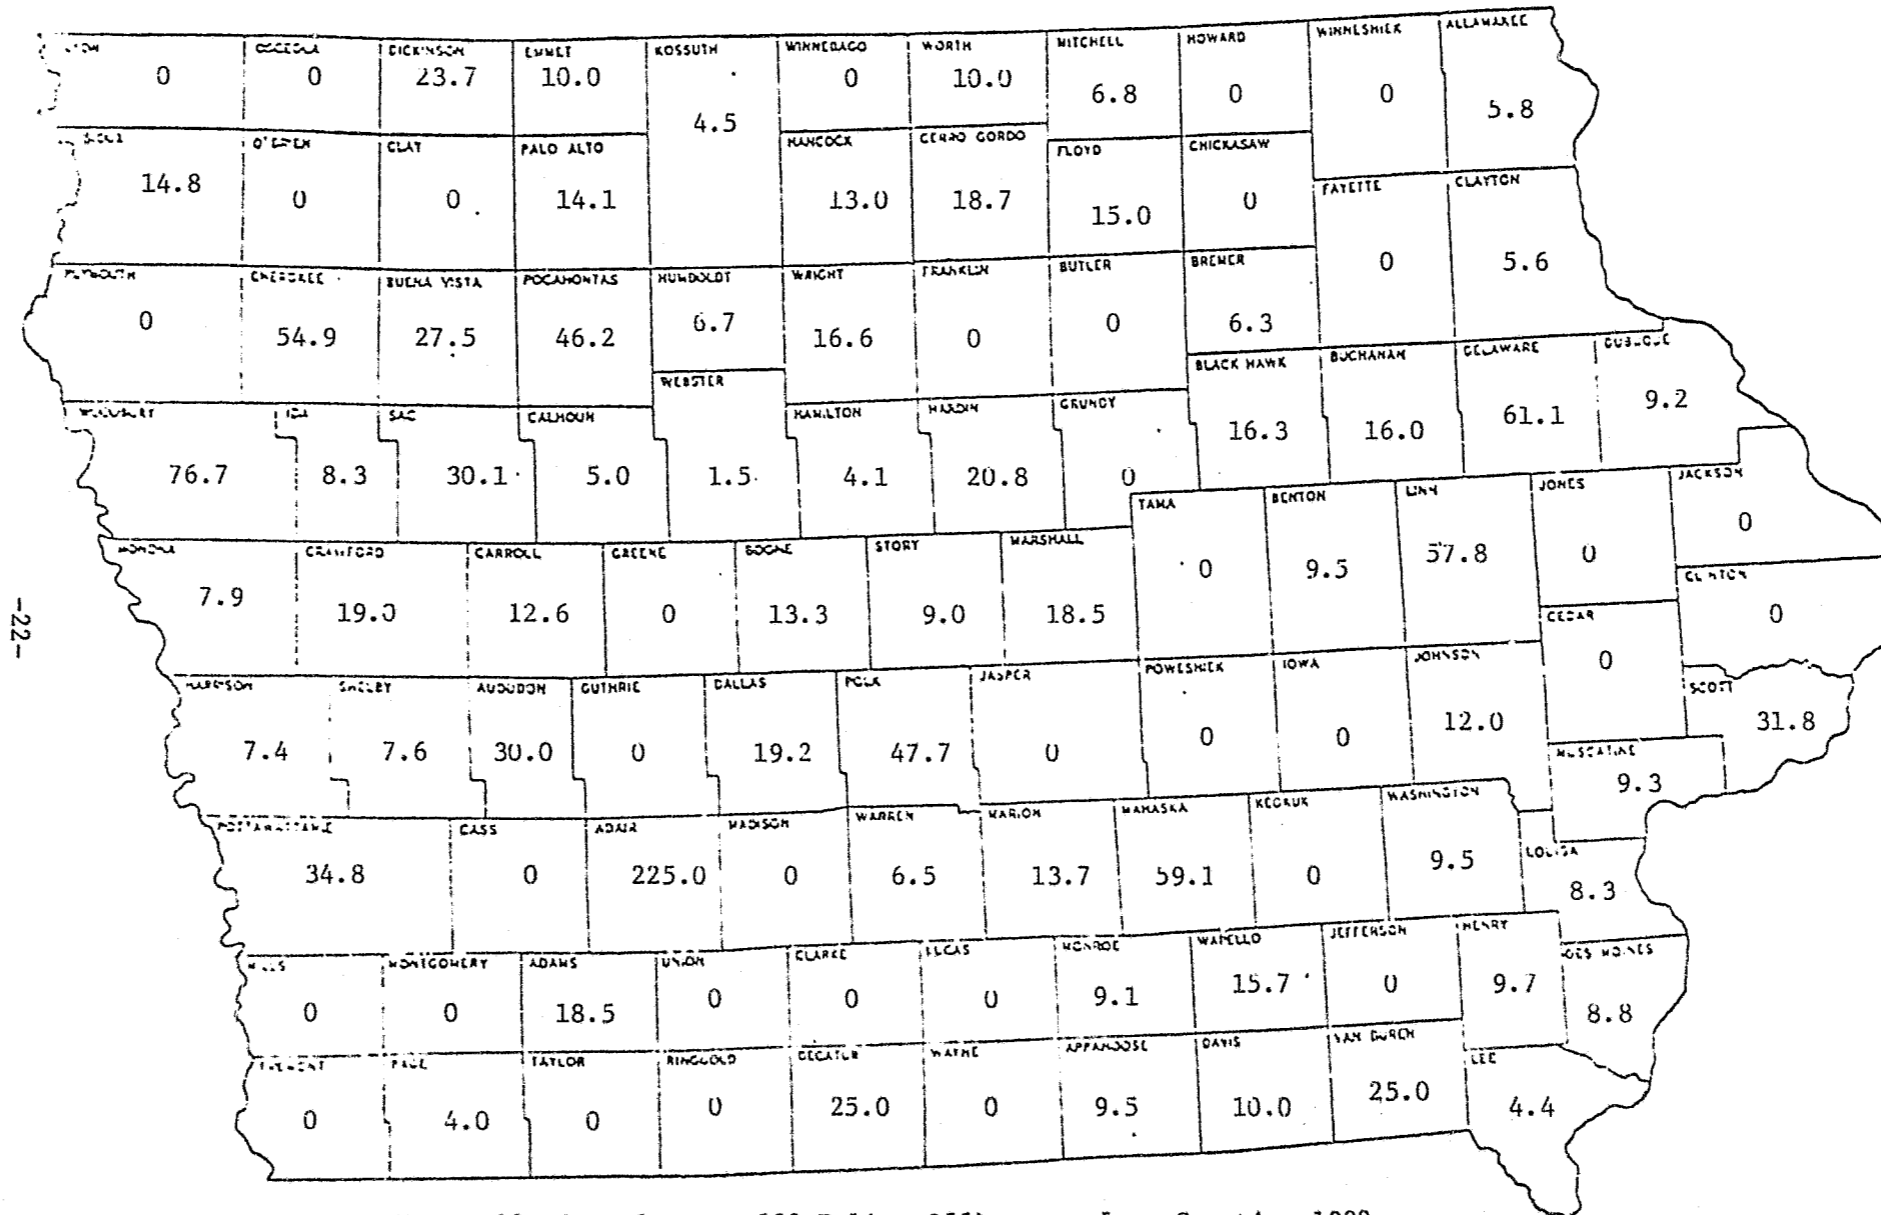 -22-
0
OSCEOLA
0
DICKINSON
23.7
EMMET
10.0
KOSSUTH
4.5
WINNEBAGO
0
WORTH
10.0
MITCHELL
6.8
HOWARD
0
WINNESHIEK
0
ALLAMAKEE
5.8
14.8
O'BRIEN
0
CLAY
0
PALO ALTO
14.1
HANCOCK
13.0
CERRO GORDO
18.7
FLOYD
15.0
CHICKASAW
0
FAYETTE
0
CLAYTON
5.6
PLYMOUTH
0
CHEROKEE
54.9
BUENA VISTA
27.5
POCAHONTAS
46.2
HUMBOLDT
6.7
WRIGHT
16.6
FRANKLIN
0
BUTLER
0
BREMER
6.3
WOODBURY
76.7
IDA
8.3
SAC
30.1
CALHOUN
5.0
WEBSTER
1.5
HAMILTON
4.1
HARDIN
20.8
GRUNDY
0
BLACK HAWK
16.3
BUCHANAN
16.0
DELAWARE
61.1
DUBUQUE
9.2
MONONA
7.9
CRAWFORD
19.0
CARROLL
12.6
GREENE
0
BOONE
13.3
STORY
9.0
MARSHALL
18.5
TAMA
0
BENTON
9.5
LINN
57.8
JONES
0
JACKSON
0
CLINTON
0
CEDAR
0
HARRISON
7.4
SHELBY
7.6
AUDUBON
30.0
GUTHRIE
0
DALLAS
19.2
POLK
47.7
JASPER
0
POWESHIEK
0
IOWA
0
JOHNSON
12.0
SCOTT
31.8
MUSCATINE
9.3
POTTAWATTAMIE
34.8
CASS
0
ADAIR
225.0
MADISON
0
WARREN
6.5
MARION
13.7
MAHASKA
59.1
KEOKUK
0
WASHINGTON
9.5
LOUISA
8.3
MILLS
0
MONTGOMERY
0
ADAMS
18.5
UNION
0
CLARKE
0
LUCAS
0
MONROE
9.1
WAPELLO
15.7
JEFFERSON
0
HENRY
9.7
DES MOINES
8.8
FREMONT
0
PAGE
4.0
TAYLOR
0
RINGGOLD
0
DECATUR
25.0
WAYNE
0
APPANOOSE
9.5
DAVIS
10.0
VAN BUREN
25.0
LEE
4.4